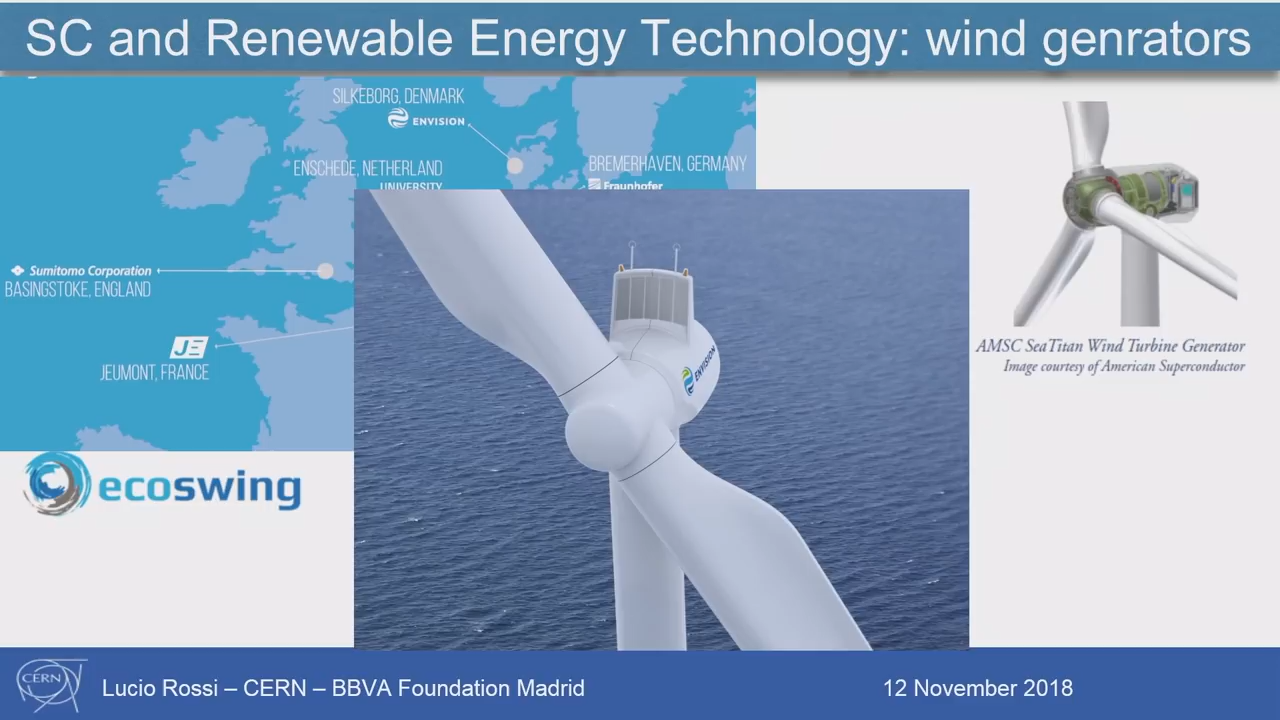 SC and Renewable Energy Technology: wind genrators
SILKEBORG, DENMARK
ENVISION
ENSCHEDE, NETHERLAND
UNIVERSITY
BREMERHAVEN, GERMANY
Fraunhofer
Sumitomo Corporation
BASINGSTOKE, ENGLAND
JE
JEUMONT, FRANCE
ecoswing
ENVISION
AMSC SeaTitan Wind Turbine Generator
Image courtesy of American Superconductor
CERN
Lucio Rossi – CERN – BBVA Foundation Madrid
12 November 2018